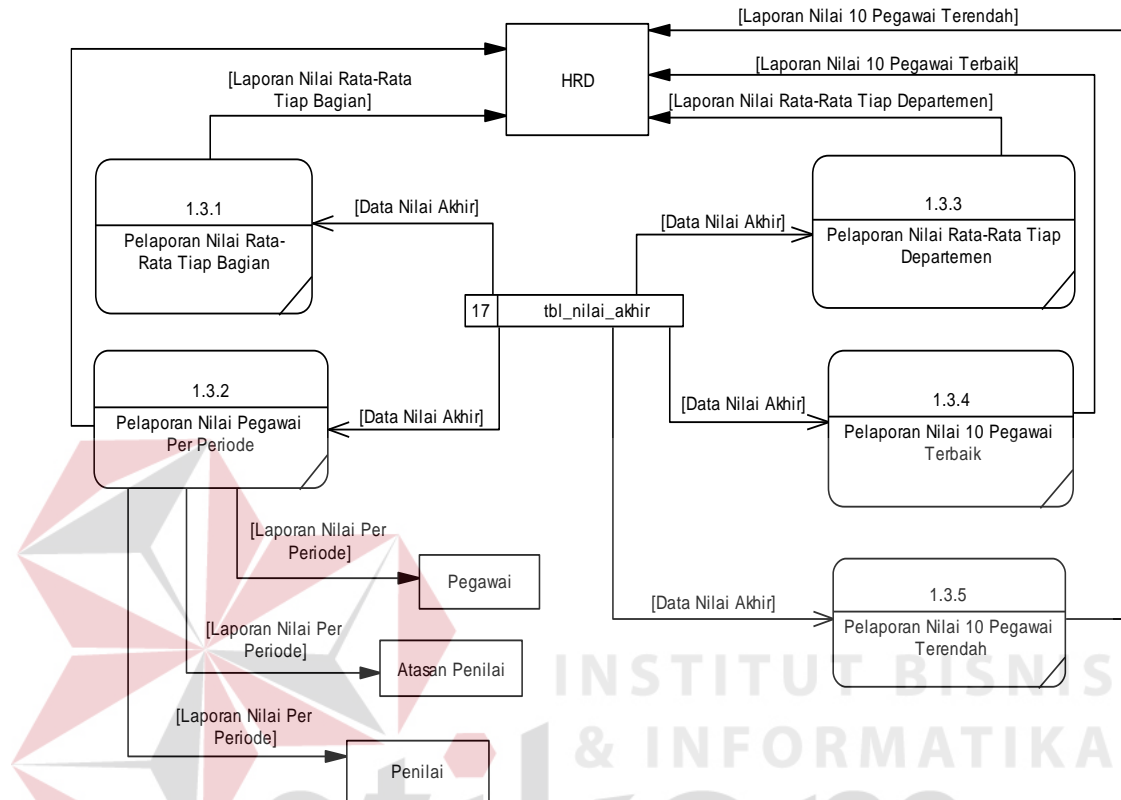 [Laporan Nilai 10 Pegawai Terendah]
HRD
[Laporan Nilai 10 Pegawai Terbaik]
[Laporan Nilai Rata-Rata
Tiap Bagian]
[Laporan Nilai Rata-Rata Tiap Departemen]
1.3.1
Pelaporan Nilai Rata-
Rata Tiap Bagian
[Data Nilai Akhir]
[Data Nilai Akhir]
1.3.3
Pelaporan Nilai Rata-Rata Tiap
Departemen
17
tbl_nilai_akhir
1.3.2
Pelaporan Nilai Pegawai
Per Periode
[Data Nilai Akhir]
[Data Nilai Akhir]
1.3.4
Pelaporan Nilai 10 Pegawai
Terbaik
[Laporan Nilai Per
Periode]
Pegawai
[Data Nilai Akhir]
1.3.5
Pelaporan Nilai 10 Pegawai
Terendah
[Laporan Nilai Per
Periode]
Atasan Penilai
[Laporan Nilai Per
Periode]
Penilai
INSTITUT BISNIS
& INFORMATIKA